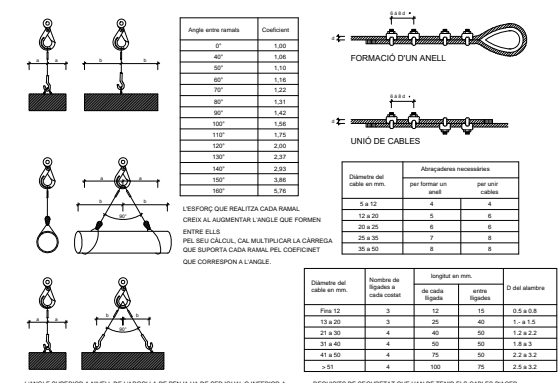 Angle entre ramals Coeficient
0° 1,00
40° 1,06
50° 1,10
60° 1,16
70° 1,22
80° 1,31
90° 1,42
100° 1,56
110° 1,75
120° 2,00
130° 2,37
140° 2,93
150° 3,86
160° 5,76
a a b b
a a b b
90°
a a b b
90°
L'ESFORÇ QUE REALITZA CADA RAMAL
CREIX AL AUGMENTAR L'ANGLE QUE FORMEN
ENTRE ELLS
PEL SEU CÀLCUL, CAL MULTIPLICAR LA CÀRREGA
QUE SUPORTA CADA RAMAL PEL COEFICINET
QUE CORRESPON A L'ANGLE.
6 a 8 d
d
FORMACIÓ D'UN ANELL
6 a 8 d
d
UNIÓ DE CABLES
Diàmetre del cable en mm. Abraçaderes necessàries
per formar un anell per unir cables
5 a 12 4 4
12 a 20 5 6
20 a 25 6 6
25 a 35 7 8
35 a 50 8 8
Diàmetre del cable en mm. Nombre de lligades a cada costat longitut en mm. D del alambre
de cada lligada entre lligades
Fins 12 3 12 15 0.5 a 0.8
13 a 20 3 25 40 1.- a 1.5
21 a 30 4 40 50 1.2 a 2.2
31 a 40 4 50 50 1.8 a 3
41 a 50 4 75 50 2.2 a 3.2
> 51 4 100 75 2.5 a 3.2